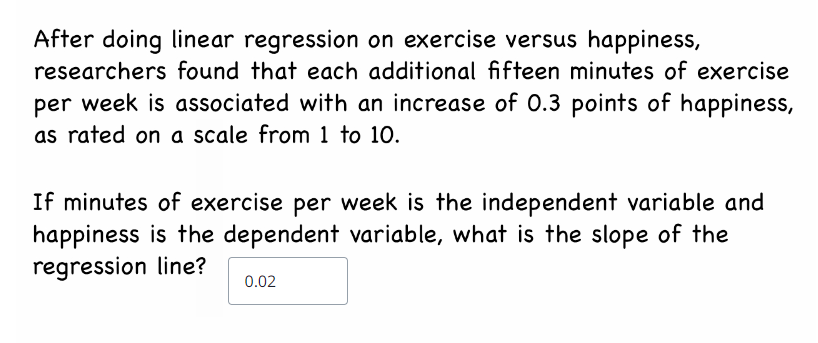 After doing linear regression on exercise versus happiness,
researchers found that each additional fifteen minutes of exercise
per week is associated with an increase of 0.3 points of happiness,
as rated on a scale from 1 to 10.
If minutes of exercise per week is the independent variable and
happiness is the dependent variable, what is the slope of the
regression line? 0.02